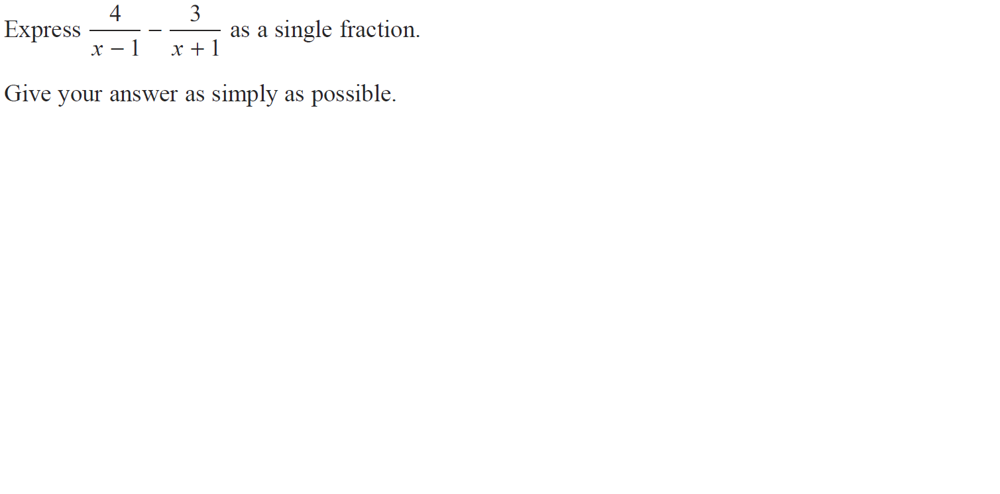 Express 4/(x − 1) − 3/(x + 1) as a single fraction.
Give your answer as simply as possible.